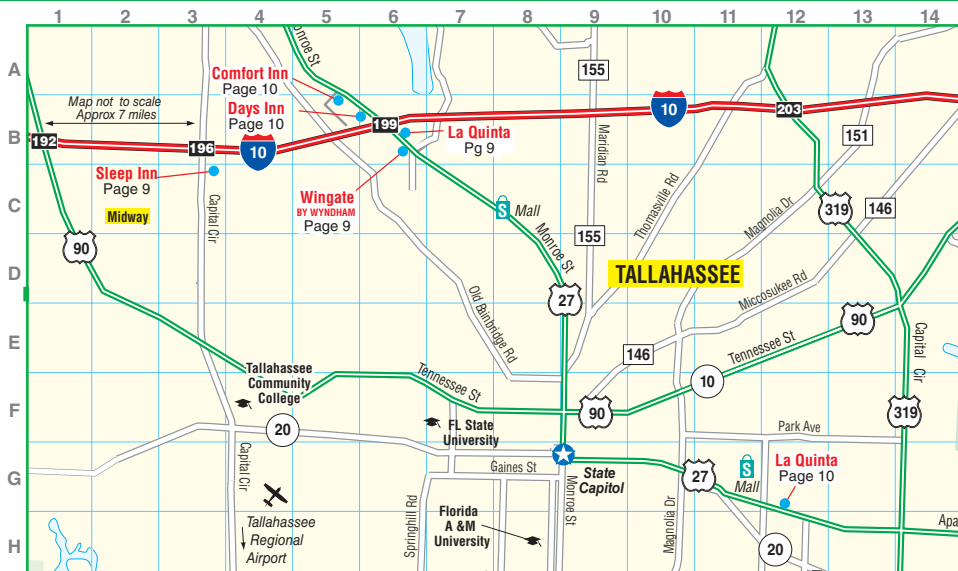 1 2 3 4 5 6 7 8 9 10 11 12 13 14
A
B
C
D
E
F
G
H
Monroe St
Comfort Inn
Page 10
Days Inn
Page 10
Map not to scale
Approx 7 miles
192
196
10
199
La Quinta
Pg 9
155
Maridian Rd
10
203
151
Sleep Inn
Page 9
Midway
Capital Cir
Wingate
BY WYNDHAM
Page 9
S Mall
Monroe St
155
Thomasville Rd
Magnolia Dr
319
146
90
TALLAHASSEE
27
Old Bainbridge Rd
Miccosukee Rd
90
146
Tennessee St
Capital Cir
Tallahassee
Community
College
Tennessee St
10
90
319
20
FL State
University
Park Ave
Gaines St
State
Capitol
27
S
Mall
La Quinta
Page 10
Capital Cir
Springhill Rd
Monroe St
Magnolia Dr
Florida
A &M
University
Tallahassee
Regional
Airport
20
Apa